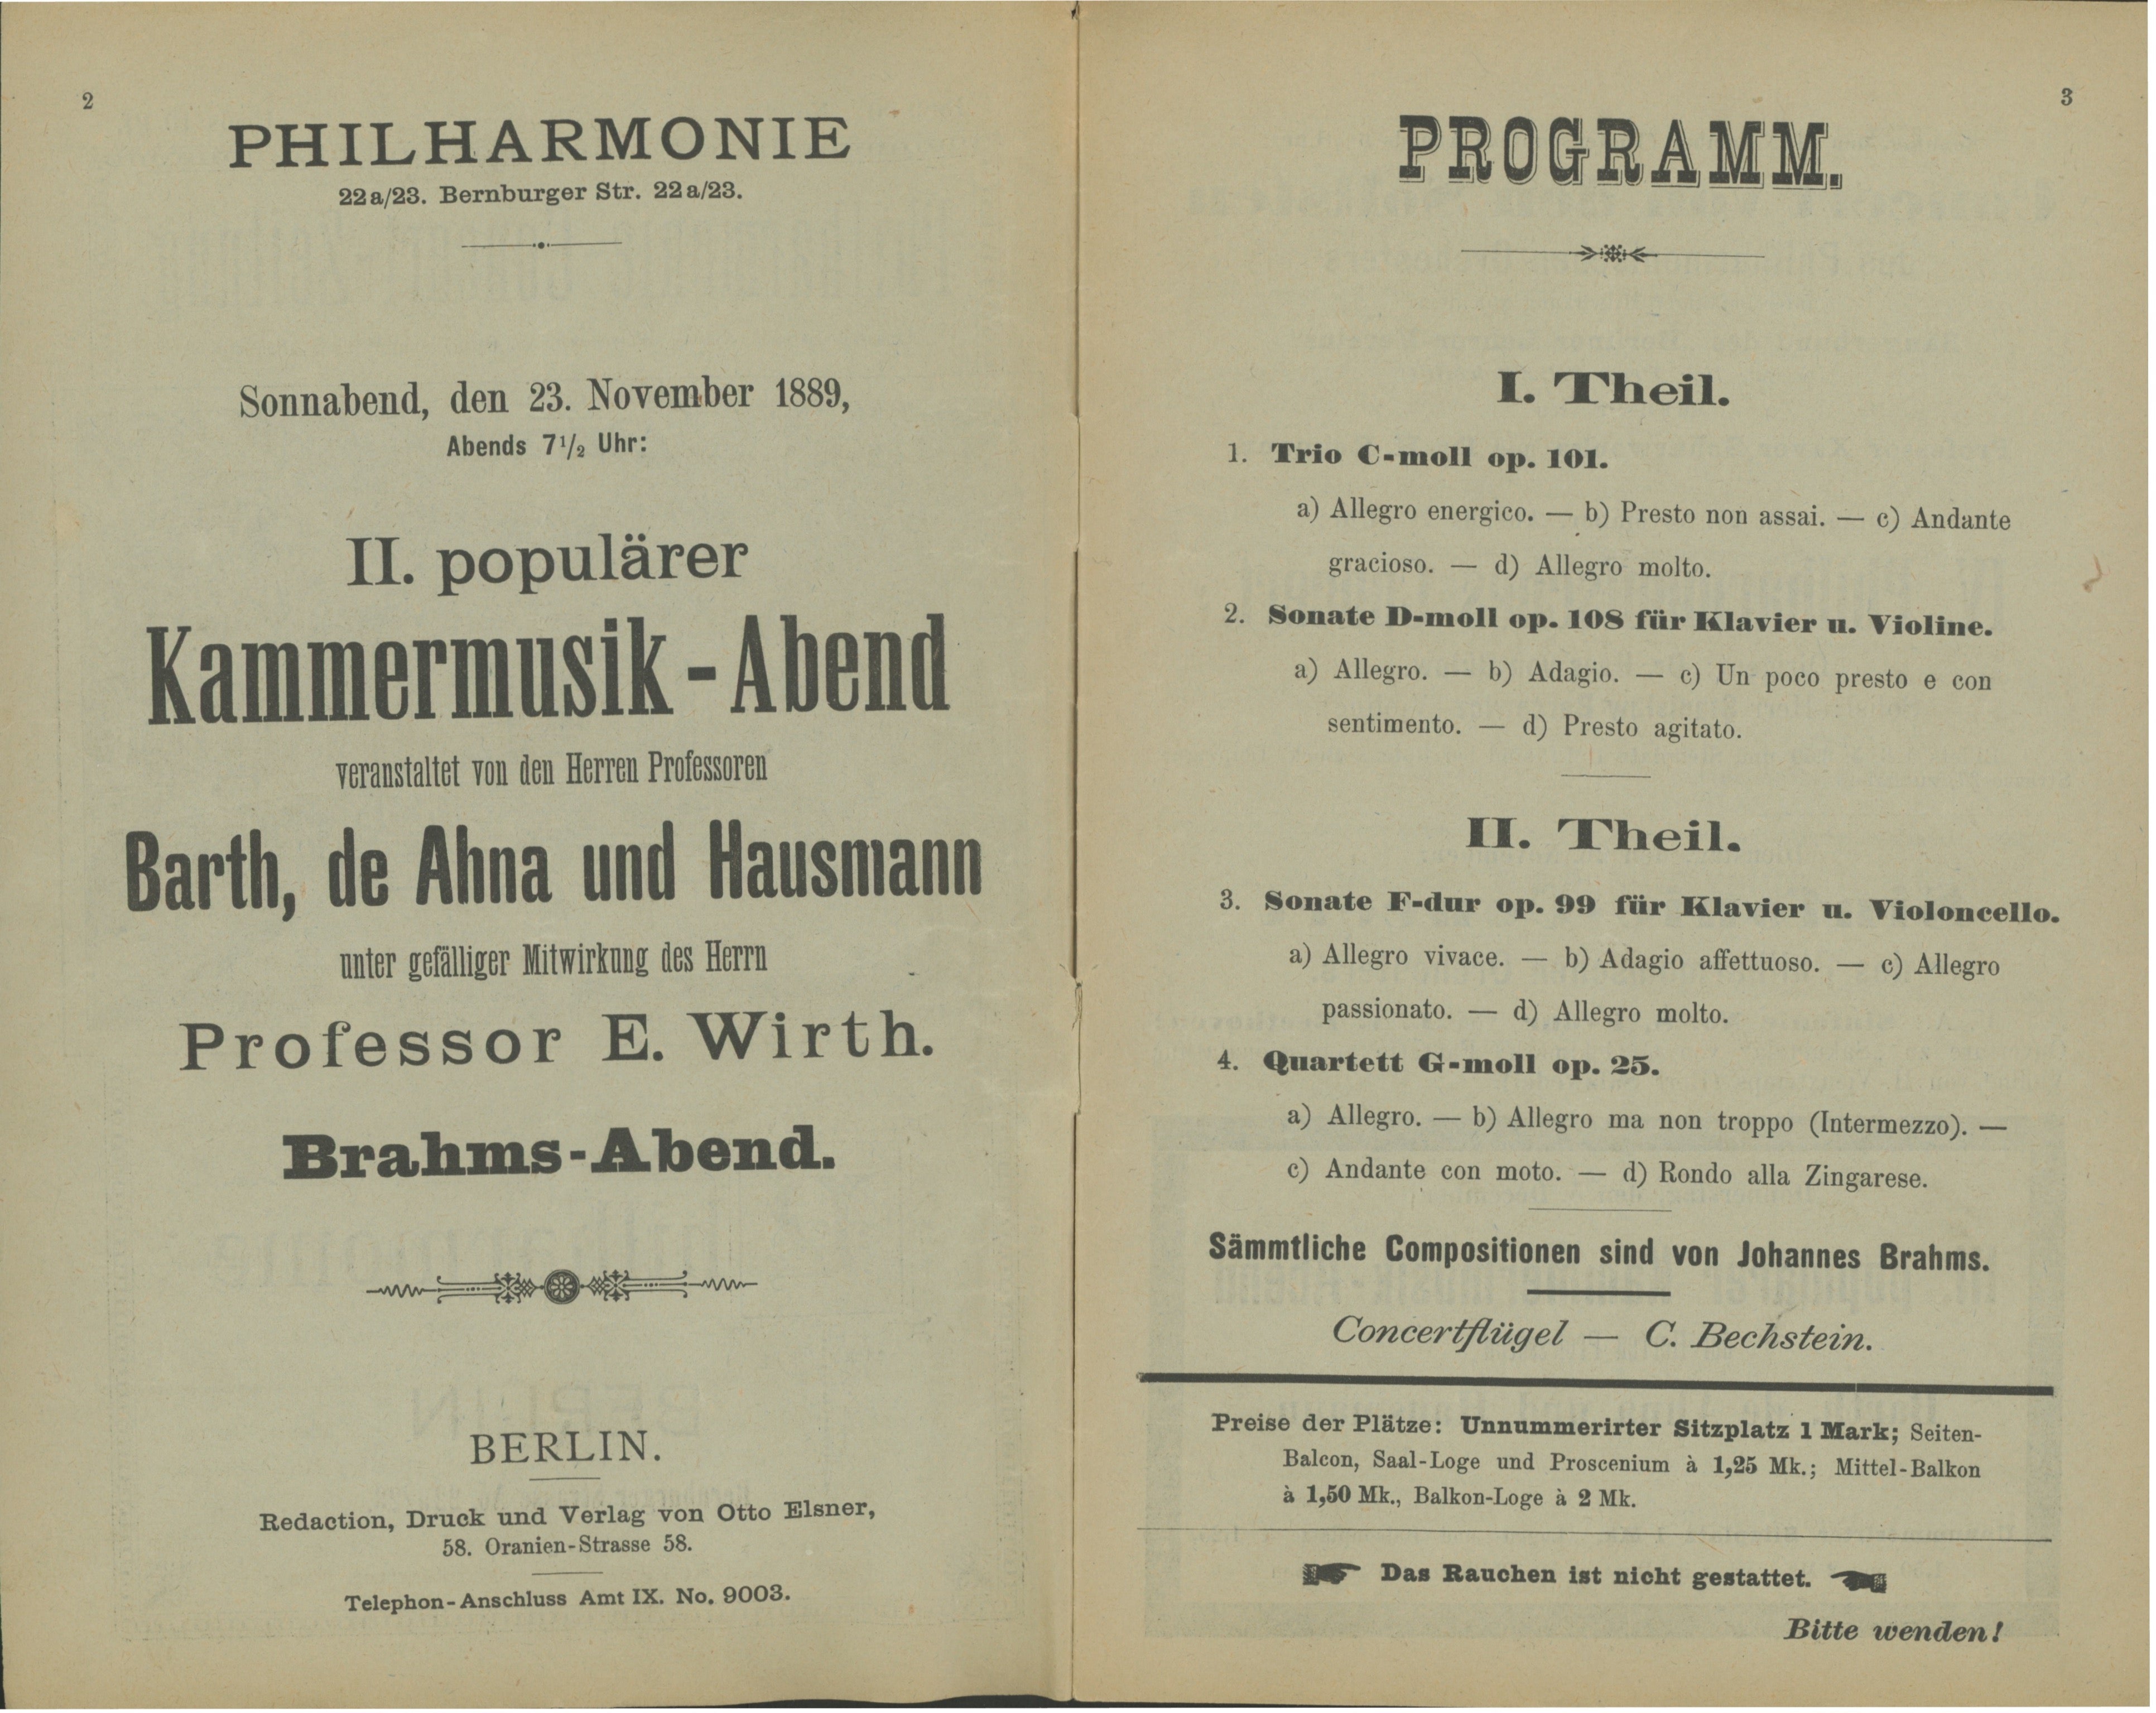 2
PHILHARMONIE
22a/23. Bernburger Str. 22a/23.
Sonnabend, den 23. November 1889,
Abends 7½ Uhr:
II. populärer
Kammermusik-Abend
veranstaltet von den Herren Professoren
Barth, de Ahna und Hausmann
unter gefälliger Mitwirkung des Herrn
Professor E. Wirth.
Brahms-Abend.
BERLIN.
Redaction, Druck und Verlag von Otto Elsner,
58. Oranien-Strasse 58.
Telephon-Anschluss Amt IX. No. 9003.
3
PROGRAMM.
I. Theil.
1. Trio C-moll op. 101.
a) Allegro energico. — b) Presto non assai. — c) Andante
gracioso. — d) Allegro molto.
2. Sonate D-moll op. 108 für Klavier u. Violine.
a) Allegro. — b) Adagio. — c) Un poco presto e con
sentimento. — d) Presto agitato.
II. Theil.
3. Sonate F-dur op. 99 für Klavier u. Violoncello.
a) Allegro vivace. — b) Adagio affettuoso. — c) Allegro
passionato. — d) Allegro molto.
4. Quartett G-moll op. 25.
a) Allegro. — b) Allegro ma non troppo (Intermezzo). —
c) Andante con moto. — d) Rondo alla Zingarese.
Sämmtliche Compositionen sind von Johannes Brahms.
Concertflügel — C. Bechstein.
Preise der Plätze: Unnummerirter Sitzplatz 1 Mark; Seiten-
Balcon, Saal-Loge und Proscenium à 1,25 Mk.; Mittel-Balkon
à 1,50 Mk., Balkon-Loge à 2 Mk.
Das Rauchen ist nicht gestattet.
Bitte wenden!